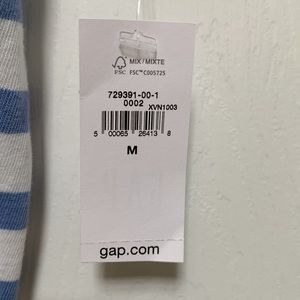 MIX/MIXTE
FSC
FSC™ C005725
729391-00-1
0002 XVN1003
5 00065 26413 8
M
gap.com